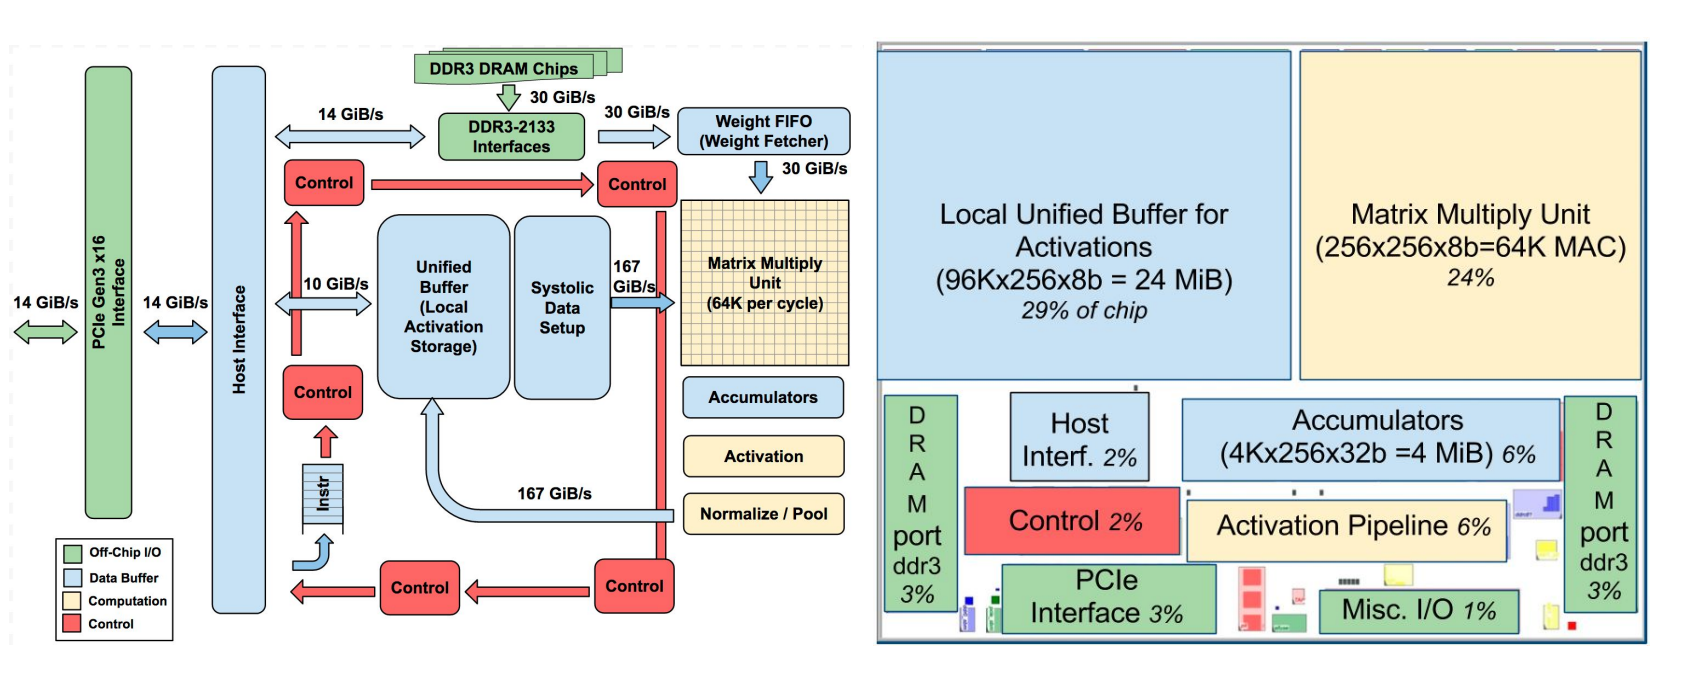 DDR3 DRAM Chips
30 GiB/s
14 GiB/s
DDR3-2133
Interfaces
30 GiB/s
Weight FIFO
(Weight Fetcher)
30 GiB/s
Control
Control
PCIe Gen3 x16
Interface
14 GiB/s
14 GiB/s
Host Interface
10 GiB/s
Unified
Buffer
(Local
Activation
Storage)
Systolic
Data
Setup
167
GiB/s
Matrix Multiply
Unit
(64K per cycle)
Control
Accumulators
Activation
Instr
167 GiB/s
Normalize / Pool
Control
Control
Off-Chip I/O
Data Buffer
Computation
Control
Local Unified Buffer for
Activations
(96Kx256x8b = 24 MiB)
29% of chip
Matrix Multiply Unit
(256x256x8b=64K MAC)
24%
D
R
A
M
port
ddr3
3%
Host
Interf. 2%
Accumulators
(4Kx256x32b =4 MiB) 6%
Control 2%
Activation Pipeline 6%
PCIe
Interface 3%
Misc. I/O 1%
D
R
A
M
port
ddr3
3%